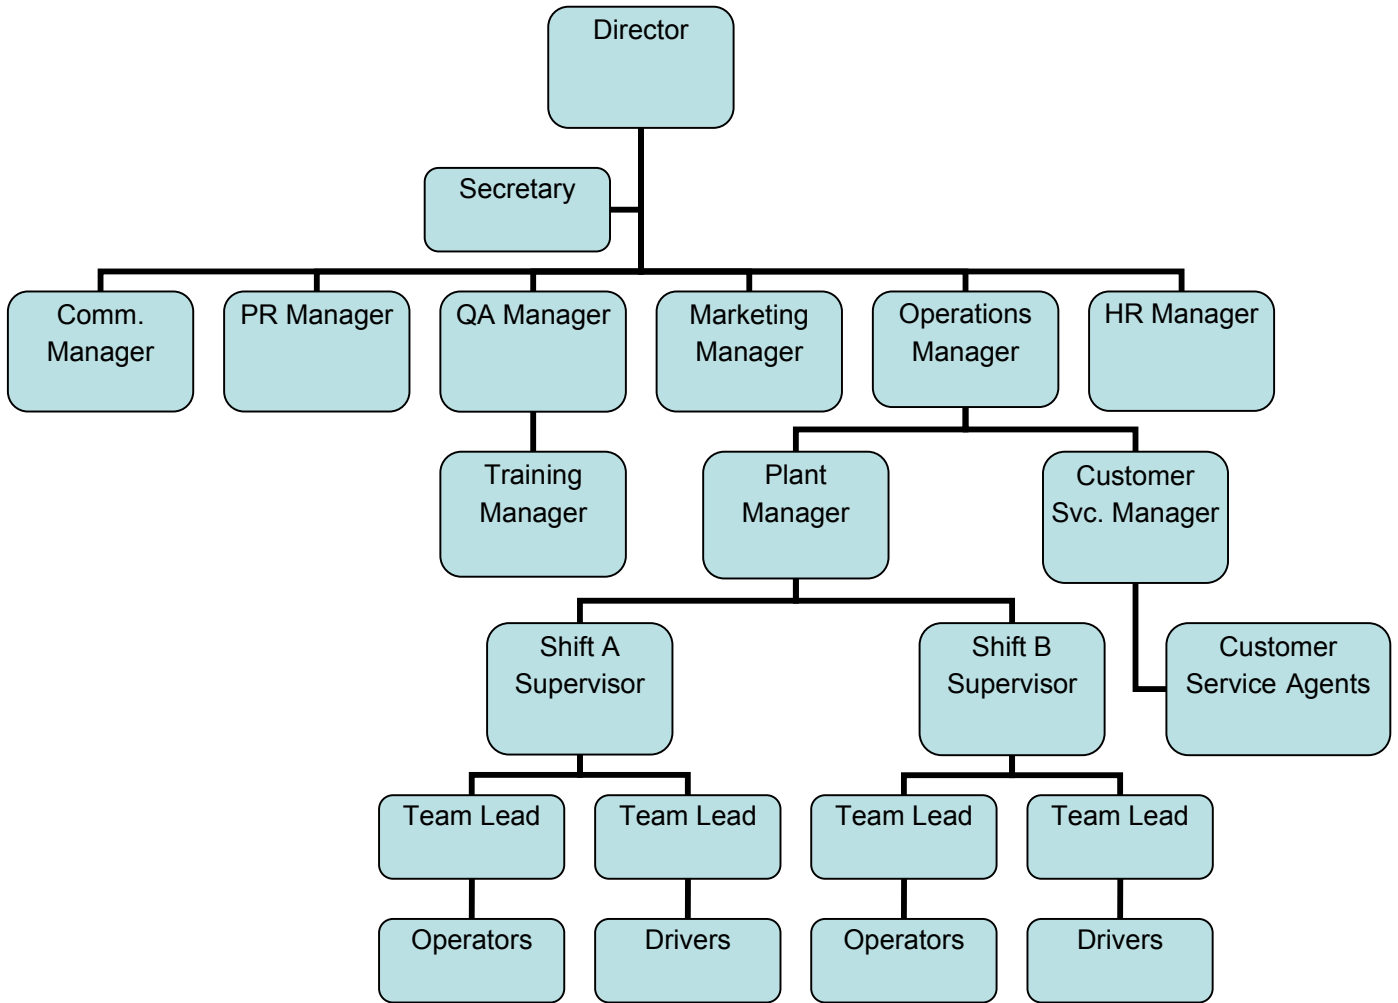 Director
Secretary
Comm.
Manager
PR Manager
QA Manager
Marketing
Manager
Operations
Manager
HR Manager
Training
Manager
Plant
Manager
Customer
Svc. Manager
Shift A
Supervisor
Shift B
Supervisor
Customer
Service Agents
Team Lead
Team Lead
Team Lead
Team Lead
Operators
Drivers
Operators
Drivers